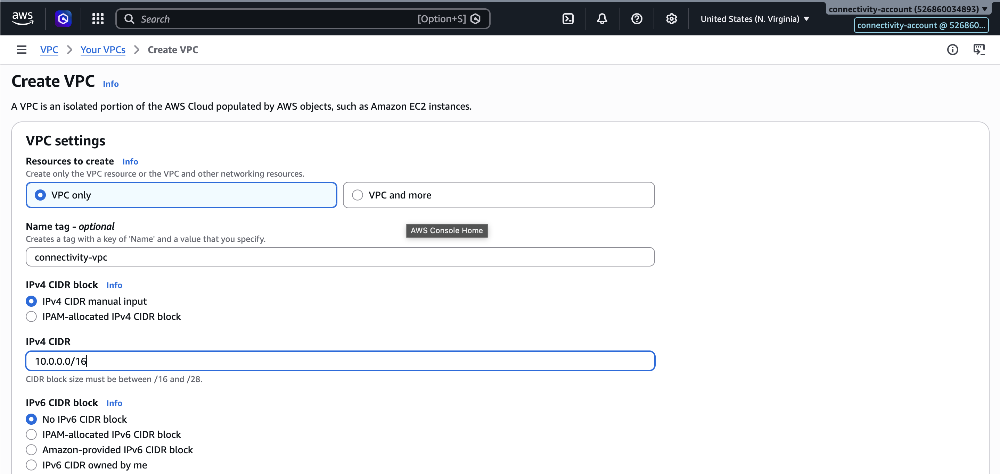 aws
Search
[Option+S]
United States (N. Virginia)
connectivity-account (526860034893)
connectivity-account @ 526860...
VPC
Your VPCs
Create VPC
Create VPC
Info
A VPC is an isolated portion of the AWS Cloud populated by AWS objects, such as Amazon EC2 instances.
VPC settings
Resources to create Info
Create only the VPC resource or the VPC and other networking resources.
VPC only
VPC and more
Name tag - optional
AWS Console Home
Creates a tag with a key of 'Name' and a value that you specify.
connectivity-vpc
IPv4 CIDR block Info
IPv4 CIDR manual input
IPAM-allocated IPv4 CIDR block
IPv4 CIDR
10.0.0.0/16
CIDR block size must be between /16 and /28.
IPv6 CIDR block Info
No IPv6 CIDR block
IPAM-allocated IPv6 CIDR block
Amazon-provided IPv6 CIDR block
IPv6 CIDR owned by me